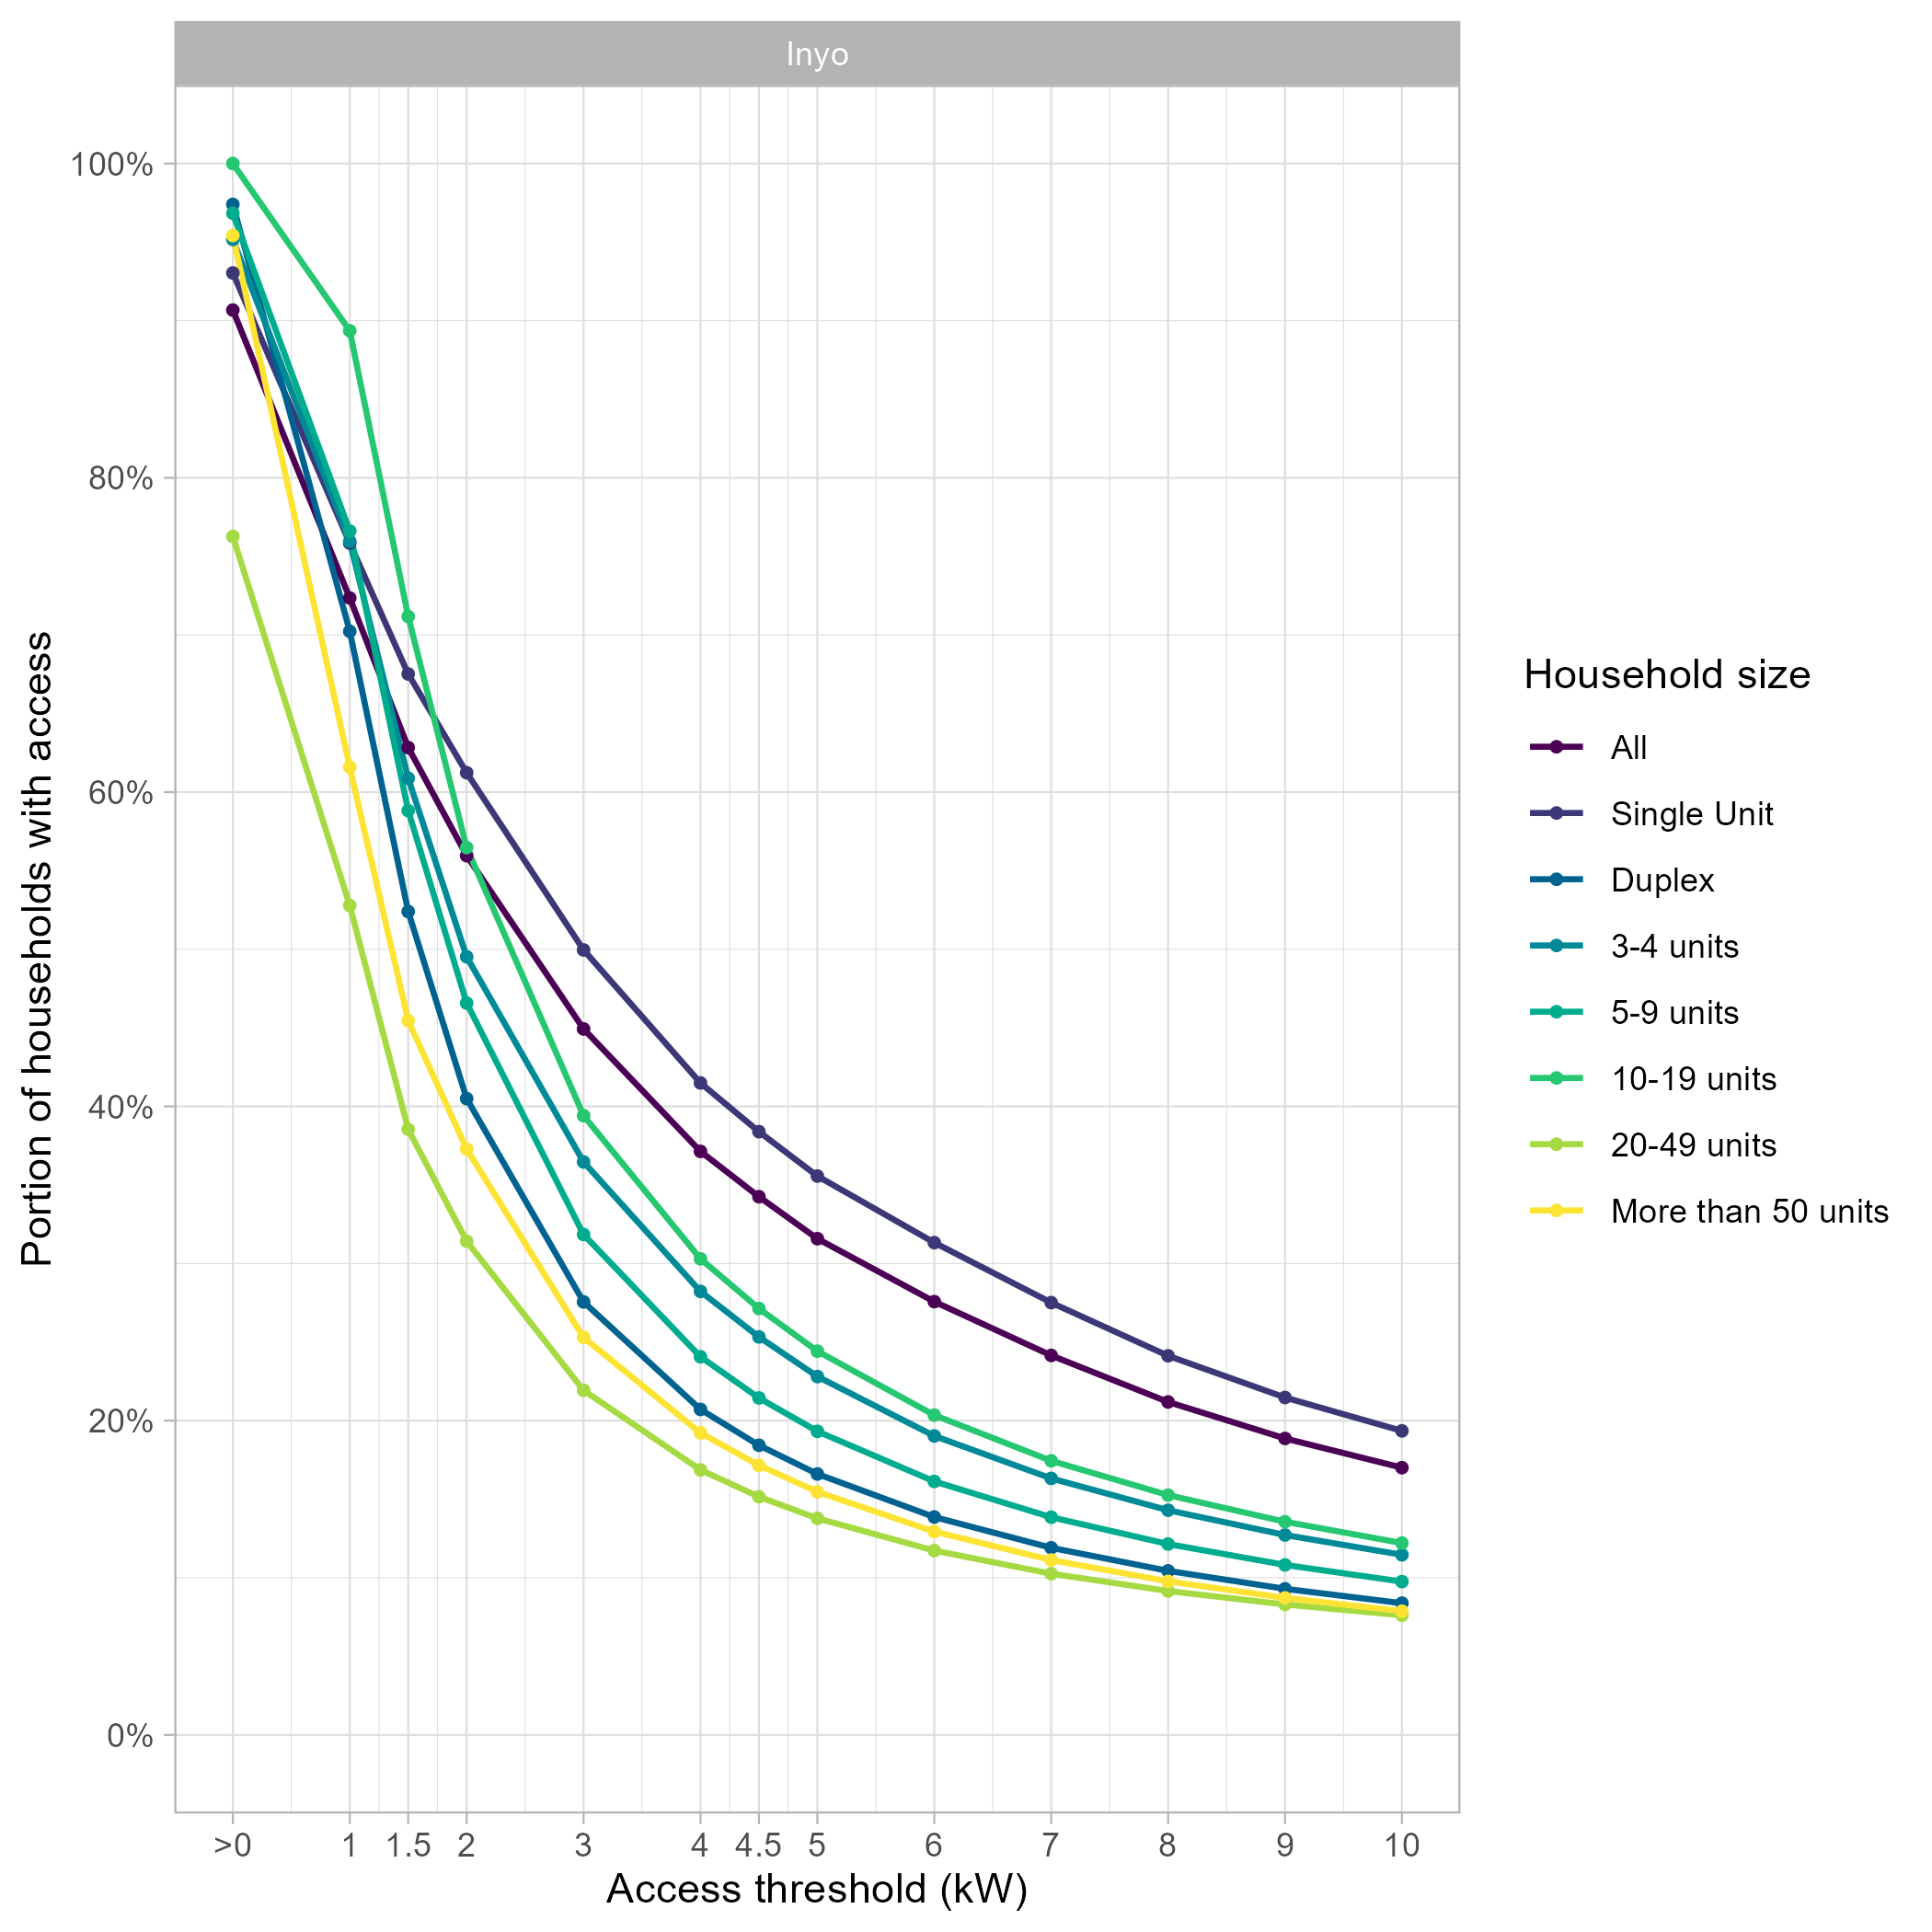 Inyo
100%
80%
60%
40%
20%
0%
Portion of households with access
>0 1 1.5 2 3 4 4.5 5 6 7 8 9 10
Access threshold (kW)
Household size
All
Single Unit
Duplex
3-4 units
5-9 units
10-19 units
20-49 units
More than 50 units